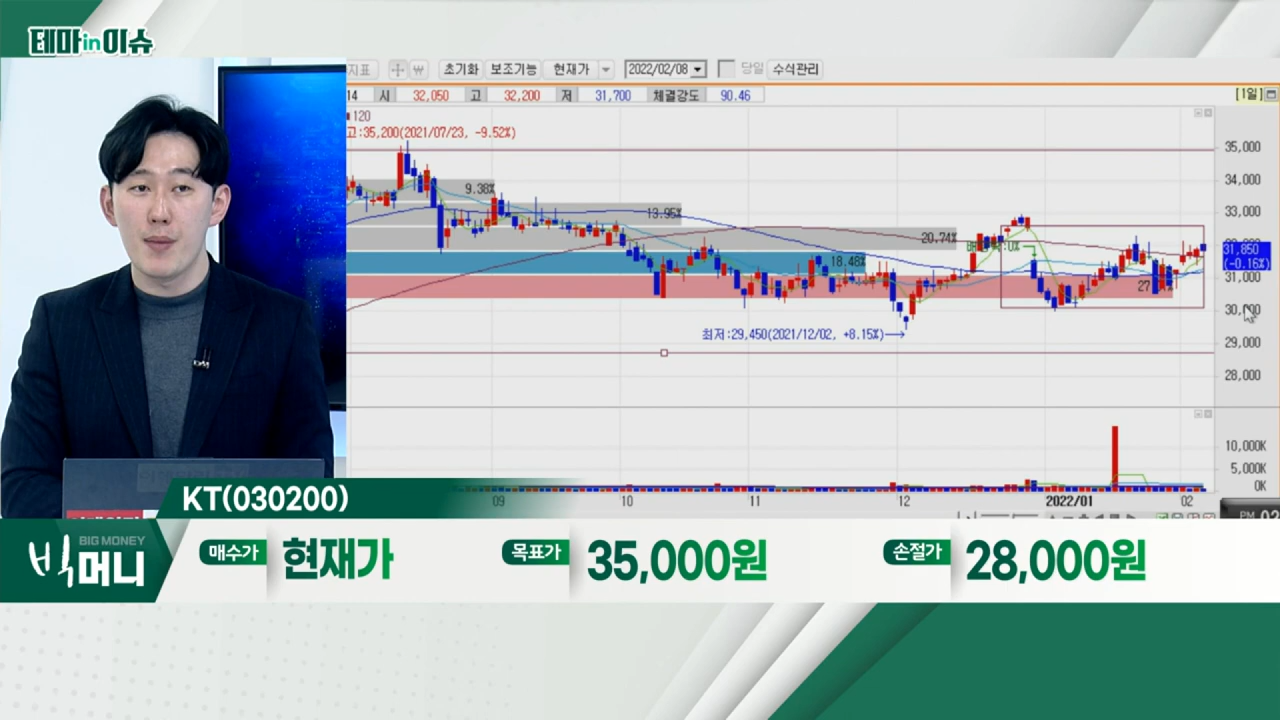 테마in이슈
지표 초기화 보조기능 현재가 2022/02/08 당일 수식관리
14 시 32,050 고 32,200 저 31,700 체결강도 90.46 [1일]
120
고:35,200(2021/07/23, -9.52%)
35,000
34,000
9.38%
13.95%
33,000
20.74%
31,850
(-0.16%)
18.48%
31,000
27
30,000
최저:29,450(2021/12/02, +8.15%)
29,000
28,000
10,000K
5,000K
0K
09 10 11 12 2022/01 02
KT(030200)
PM 02
BIG MONEY
빅머니
매수가 현재가 목표가 35,000원 손절가 28,000원